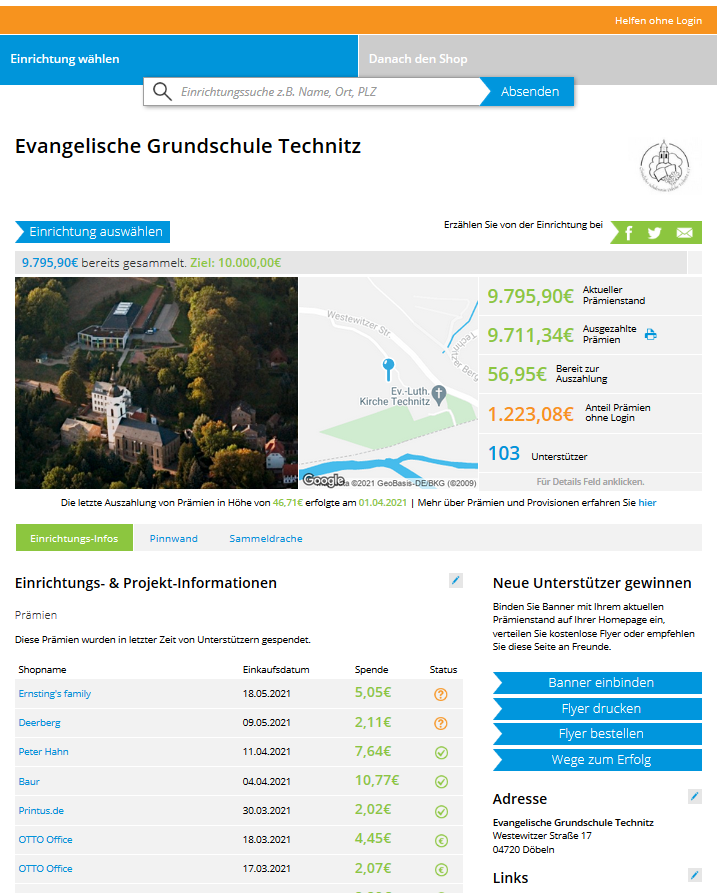 Helfen ohne Login
Einrichtung wählen
Danach den Shop
Einrichtungssuche z.B. Name, Ort, PLZ
Absenden
Evangelische Grundschule Technitz
Einrichtung auswählen
Erzählen Sie von der Einrichtung bei
9.795,90€ bereits gesammelt. Ziel: 10.000,00€
Westewitzer Str.
Technitzer Berg
Ev.-Luth.
Kirche Technitz
Google
©2021 GeoBasis-DE/BKG (©2009)
9.795,90€ Aktueller
Prämienstand
9.711,34€ Ausgezahlte
Prämien
56,95€ Bereit zur
Auszahlung
1.223,08€ Anteil Prämien
ohne Login
103 Unterstützer
Für Details Feld anklicken.
Die letzte Auszahlung von Prämien in Höhe von 46,71€ erfolgte am 01.04.2021 | Mehr über Prämien und Provisionen erfahren Sie hier
Einrichtungs-Infos
Pinnwand
Sammeldrache
Einrichtungs- & Projekt-Informationen
Prämien
Diese Prämien wurden in letzter Zeit von Unterstützern gespendet.
Shopname Einkaufsdatum Spende Status
Ernsting's family 18.05.2021 5,05€
Deerberg 09.05.2021 2,11€
Peter Hahn 11.04.2021 7,64€
Baur 04.04.2021 10,77€
Printus.de 30.03.2021 2,02€
OTTO Office 18.03.2021 4,45€
OTTO Office 17.03.2021 2,07€
Neue Unterstützer gewinnen
Binden Sie Banner mit Ihrem aktuellen
Prämienstand auf Ihrer Homepage ein,
verteilen Sie kostenlose Flyer oder empfehlen
Sie diese Seite an Freunde.
Banner einbinden
Flyer drucken
Flyer bestellen
Wege zum Erfolg
Adresse
Evangelische Grundschule Technitz
Westewitzer Straße 17
04720 Döbeln
Links